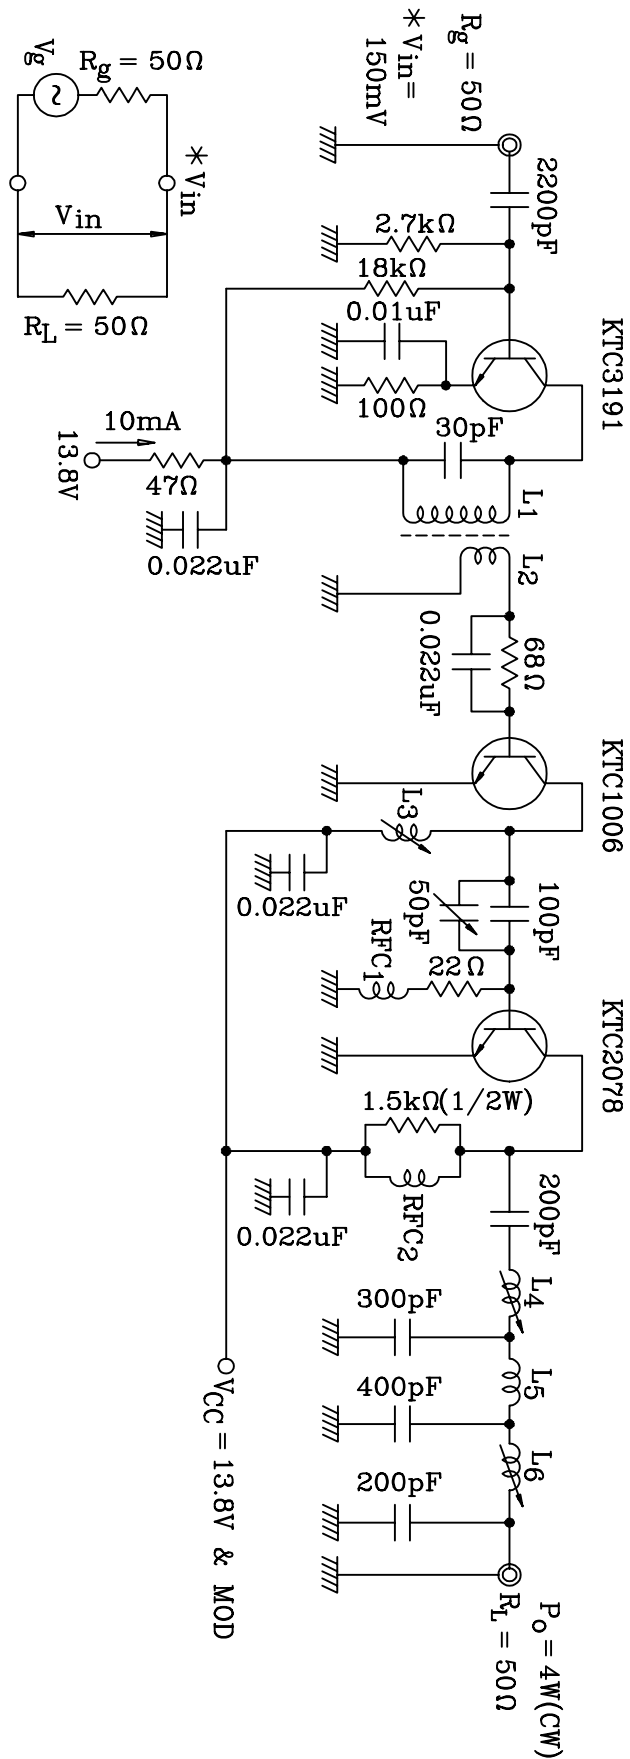 Vg
Rg = 50Ω
*Vin
Vin
RL = 50Ω
Rg = 50Ω
*Vin =
150mV
2200pF
2.7kΩ
18kΩ
0.01uF
100Ω
KTC3191
30pF
10mA
13.8V
47Ω
0.022uF
L1
L2
0.022uF
68Ω
KTC1006
L3
0.022uF
50pF
100pF
RFC1
22Ω
KTC2078
1.5kΩ(1/2W)
RFC2
0.022uF
200pF
L4
300pF
L5
400pF
L6
200pF
VCC = 13.8V & MOD
RL = 50Ω
Po = 4W(CW)